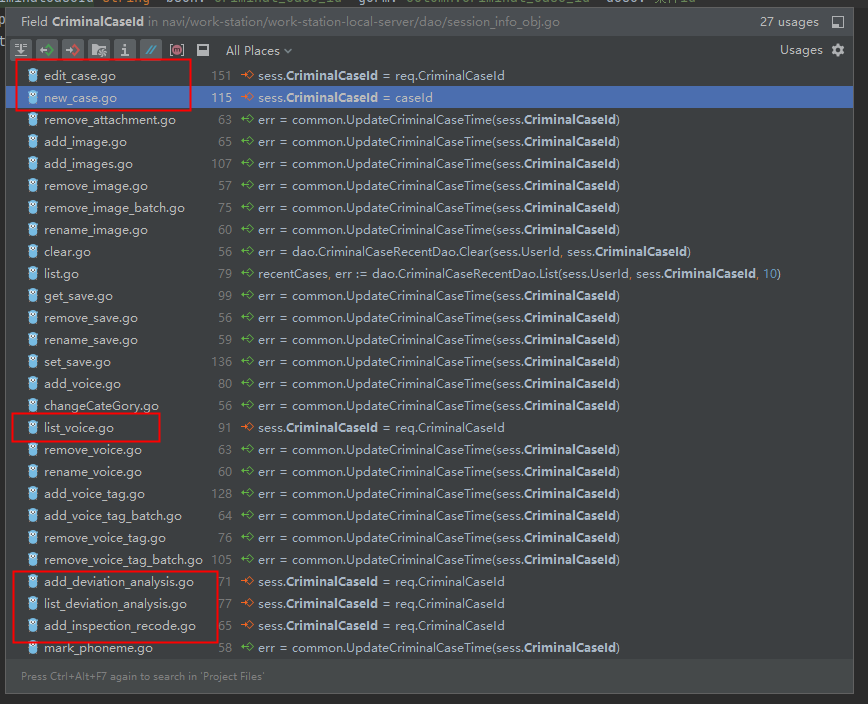 Field CriminalCaseId in navi/work-station/work-station-local-server/dao/session_info_obj.go 27 usages
All Places Usages
edit_case.go 151 sess.CriminalCaseId = req.CriminalCaseId
new_case.go 115 sess.CriminalCaseId = caseId
remove_attachment.go 63 err = common.UpdateCriminalCaseTime(sess.CriminalCaseId)
add_image.go 65 err = common.UpdateCriminalCaseTime(sess.CriminalCaseId)
add_images.go 107 err = common.UpdateCriminalCaseTime(sess.CriminalCaseId)
remove_image.go 57 err = common.UpdateCriminalCaseTime(sess.CriminalCaseId)
remove_image_batch.go 75 err = common.UpdateCriminalCaseTime(sess.CriminalCaseId)
rename_image.go 60 err = common.UpdateCriminalCaseTime(sess.CriminalCaseId)
clear.go 56 err = dao.CriminalCaseRecentDao.Clear(sess.UserId, sess.CriminalCaseId)
list.go 79 recentCases, err := dao.CriminalCaseRecentDao.List(sess.UserId, sess.CriminalCaseId, 10)
get_save.go 99 err = common.UpdateCriminalCaseTime(sess.CriminalCaseId)
remove_save.go 56 err = common.UpdateCriminalCaseTime(sess.CriminalCaseId)
rename_save.go 59 err = common.UpdateCriminalCaseTime(sess.CriminalCaseId)
set_save.go 136 err = common.UpdateCriminalCaseTime(sess.CriminalCaseId)
add_voice.go 80 err = common.UpdateCriminalCaseTime(sess.CriminalCaseId)
changeCateGory.go 56 err = common.UpdateCriminalCaseTime(sess.CriminalCaseId)
list_voice.go 91 sess.CriminalCaseId = req.CriminalCaseId
remove_voice.go 63 err = common.UpdateCriminalCaseTime(sess.CriminalCaseId)
rename_voice.go 60 err = common.UpdateCriminalCaseTime(sess.CriminalCaseId)
add_voice_tag.go 128 err = common.UpdateCriminalCaseTime(sess.CriminalCaseId)
add_voice_tag_batch.go 64 err = common.UpdateCriminalCaseTime(sess.CriminalCaseId)
remove_voice_tag.go 76 err = common.UpdateCriminalCaseTime(sess.CriminalCaseId)
remove_voice_tag_batch.go 105 err = common.UpdateCriminalCaseTime(sess.CriminalCaseId)
add_deviation_analysis.go 71 sess.CriminalCaseId = req.CriminalCaseId
list_deviation_analysis.go 77 sess.CriminalCaseId = req.CriminalCaseId
add_inspection_recode.go 65 sess.CriminalCaseId = req.CriminalCaseId
mark_phoneme.go 58 err = common.UpdateCriminalCaseTime(sess.CriminalCaseId)
Press Ctrl+Alt+F7 again to search in 'Project Files'